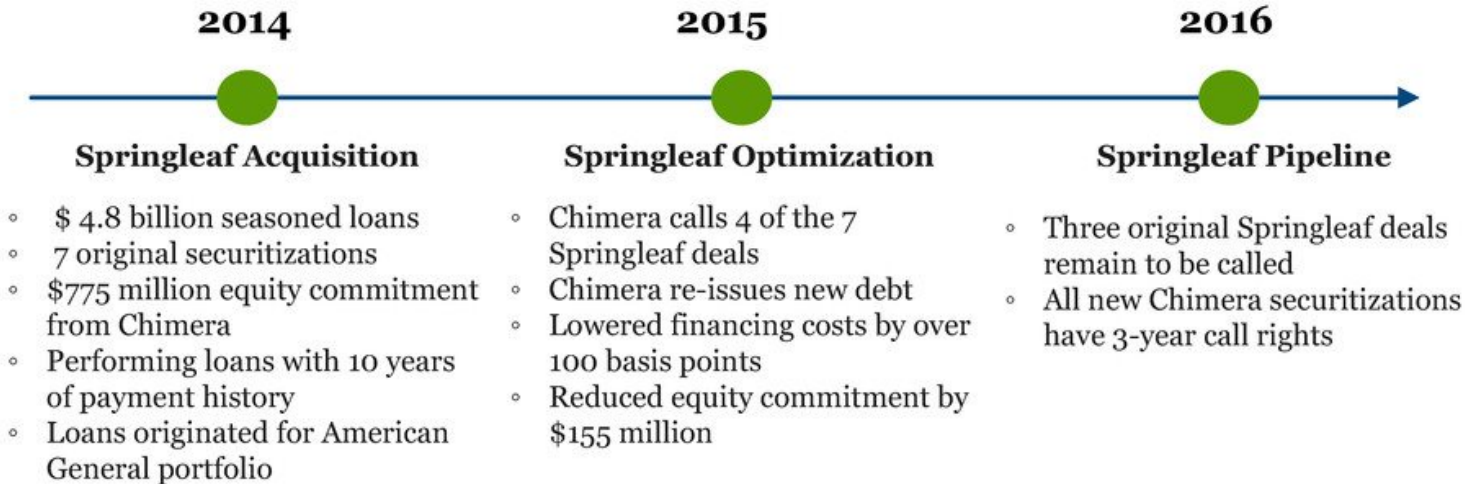 2014
Springleaf Acquisition
◦ $ 4.8 billion seasoned loans
◦ 7 original securitizations
◦ $775 million equity commitment
from Chimera
◦ Performing loans with 10 years
of payment history
◦ Loans originated for American
General portfolio
2015
Springleaf Optimization
◦ Chimera calls 4 of the 7
Springleaf deals
◦ Chimera re-issues new debt
◦ Lowered financing costs by over
100 basis points
◦ Reduced equity commitment by
$155 million
2016
Springleaf Pipeline
◦ Three original Springleaf deals
remain to be called
◦ All new Chimera securitizations
have 3-year call rights